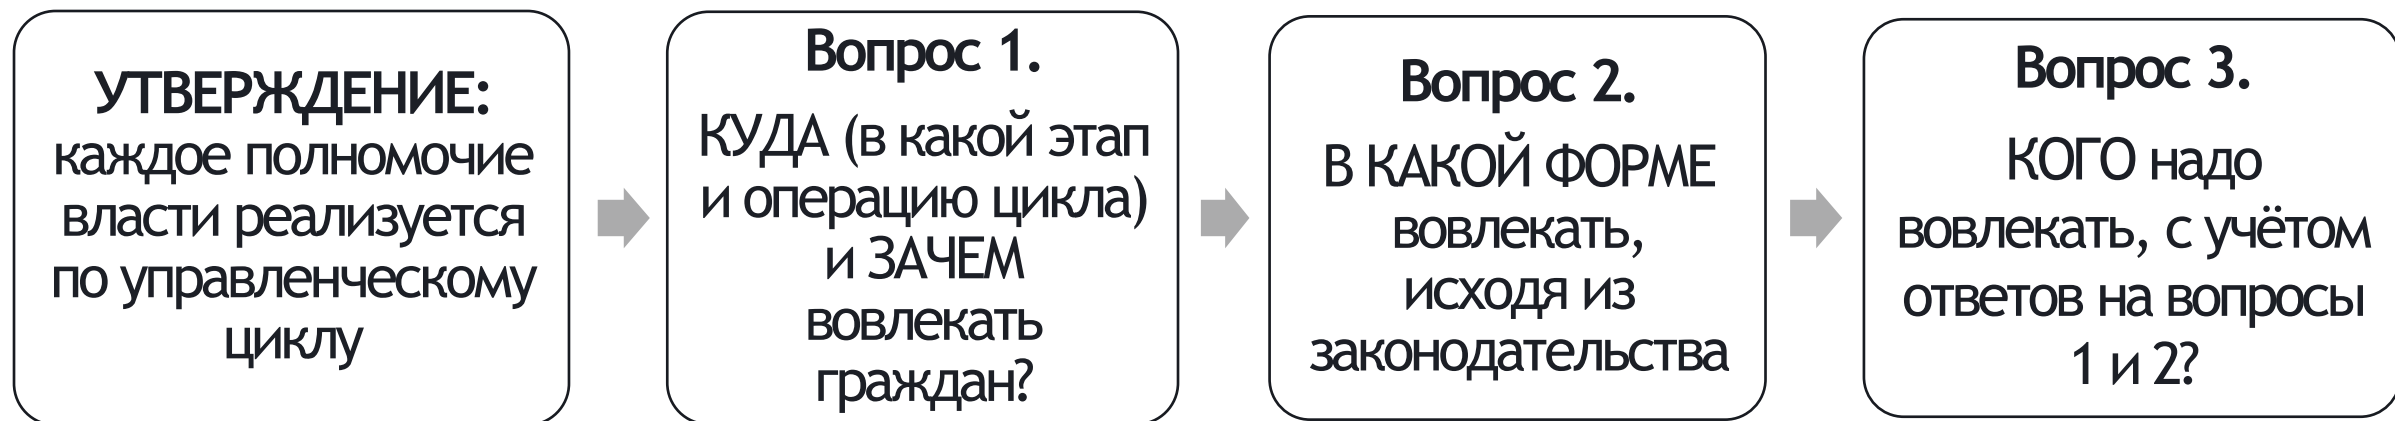 УТВЕРЖДЕНИЕ:
каждое полномочие
власти реализуется
по управленческому
циклу
Вопрос 1.
КУДА (в какой этап
и операцию цикла)
и ЗАЧЕМ
вовлекать
граждан?
Вопрос 2.
В КАКОЙ ФОРМЕ
вовлекать,
исходя из
законодательства
Вопрос 3.
КОГО надо
вовлекать, с учётом
ответов на вопросы
1 и 2?